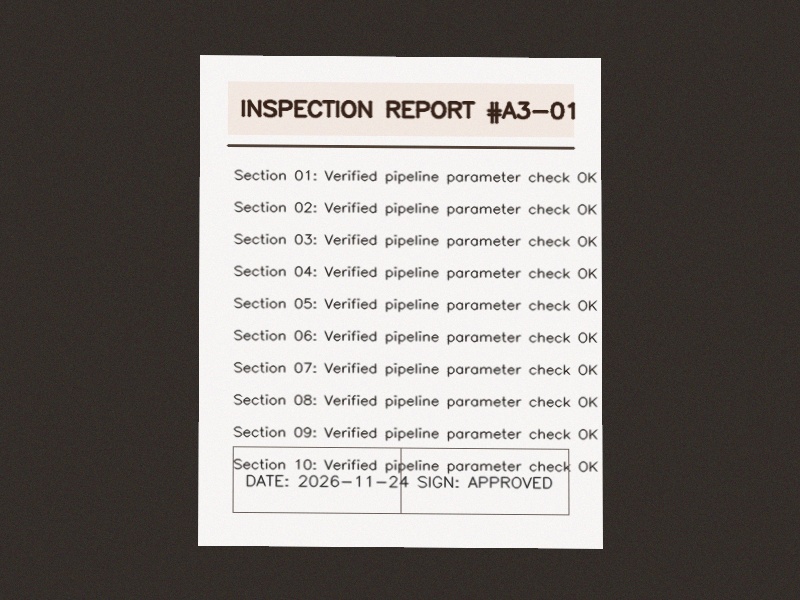 INSPECTION REPORT #A3-01
Section 01: Verified pipeline parameter check OK
Section 02: Verified pipeline parameter check OK
Section 03: Verified pipeline parameter check OK
Section 04: Verified pipeline parameter check OK
Section 05: Verified pipeline parameter check OK
Section 06: Verified pipeline parameter check OK
Section 07: Verified pipeline parameter check OK
Section 08: Verified pipeline parameter check OK
Section 09: Verified pipeline parameter check OK
Section 10: Verified pipeline parameter check OK
DATE: 2026-11-24 SIGN: APPROVED